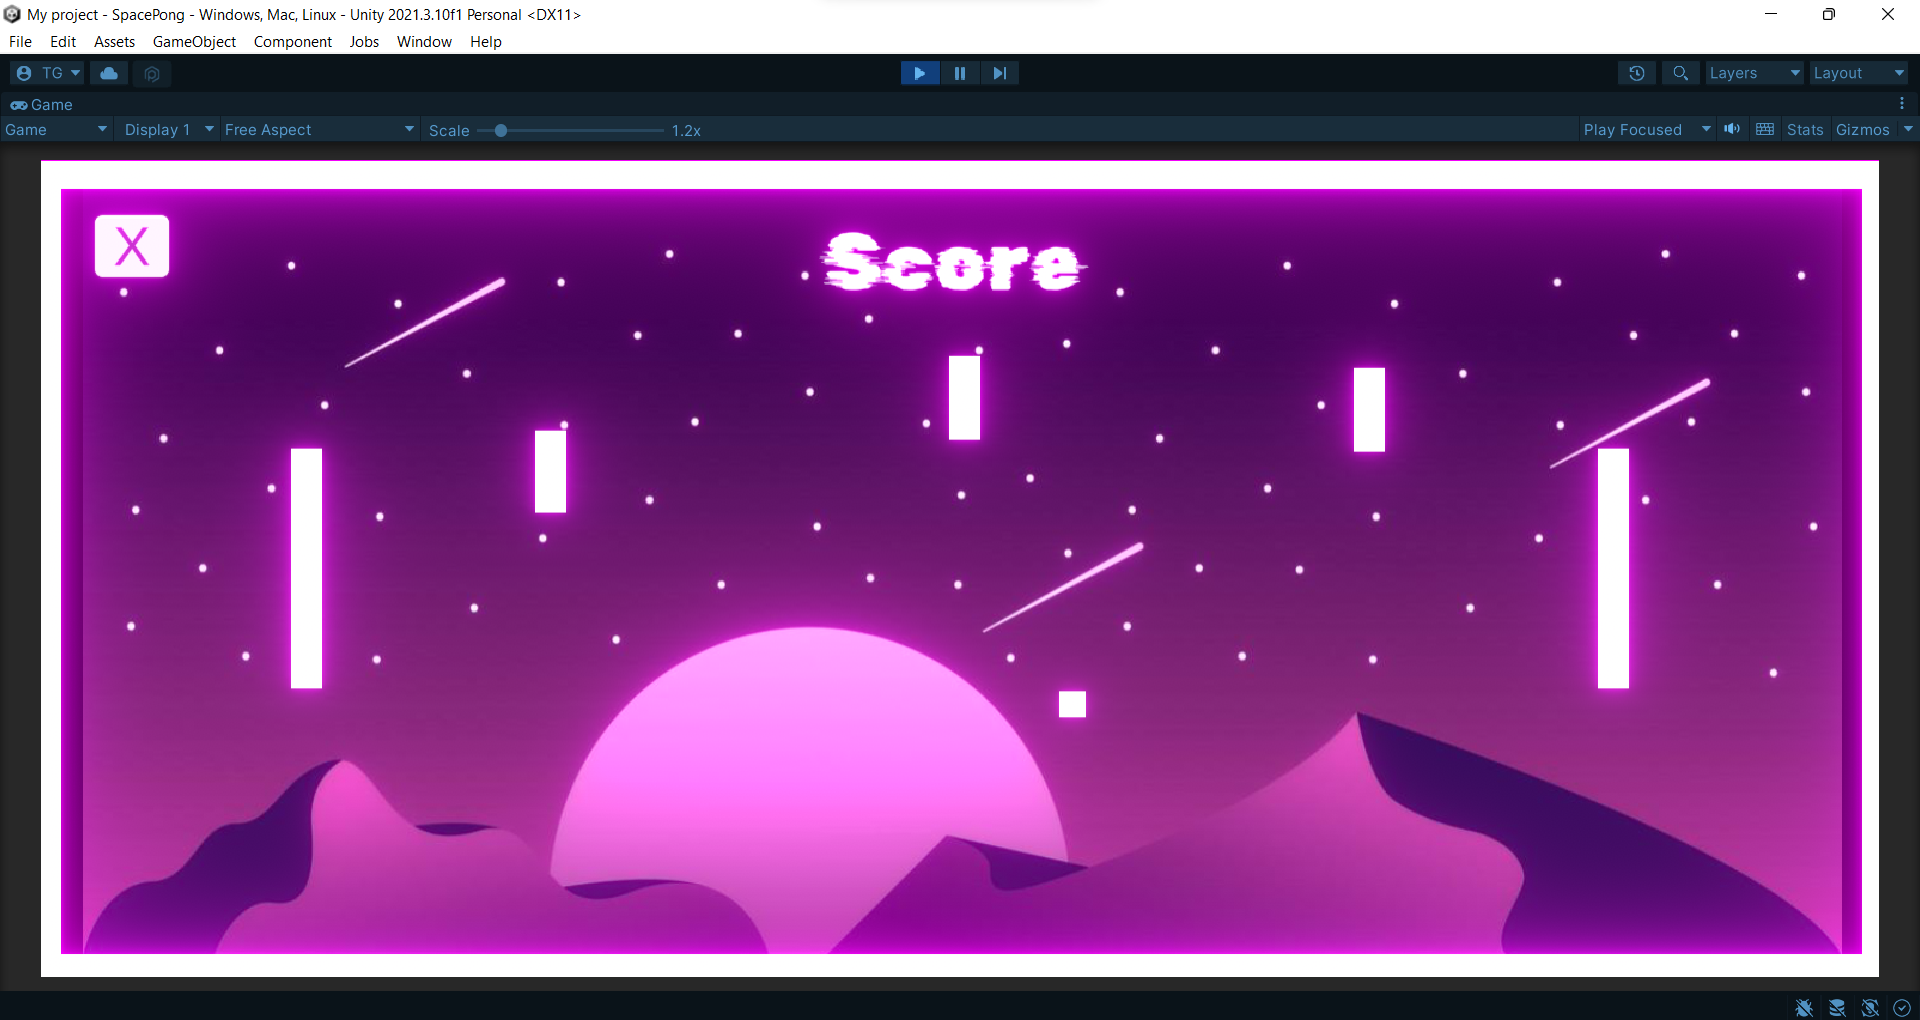 My project - SpacePong - Windows, Mac, Linux - Unity 2021.3.10f1 Personal <DX11>
File Edit Assets GameObject Component Jobs Window Help
TG Layers Layout
Game
Game Display 1 Free Aspect Scale 1.2x Play Focused Stats Gizmos
X
Score